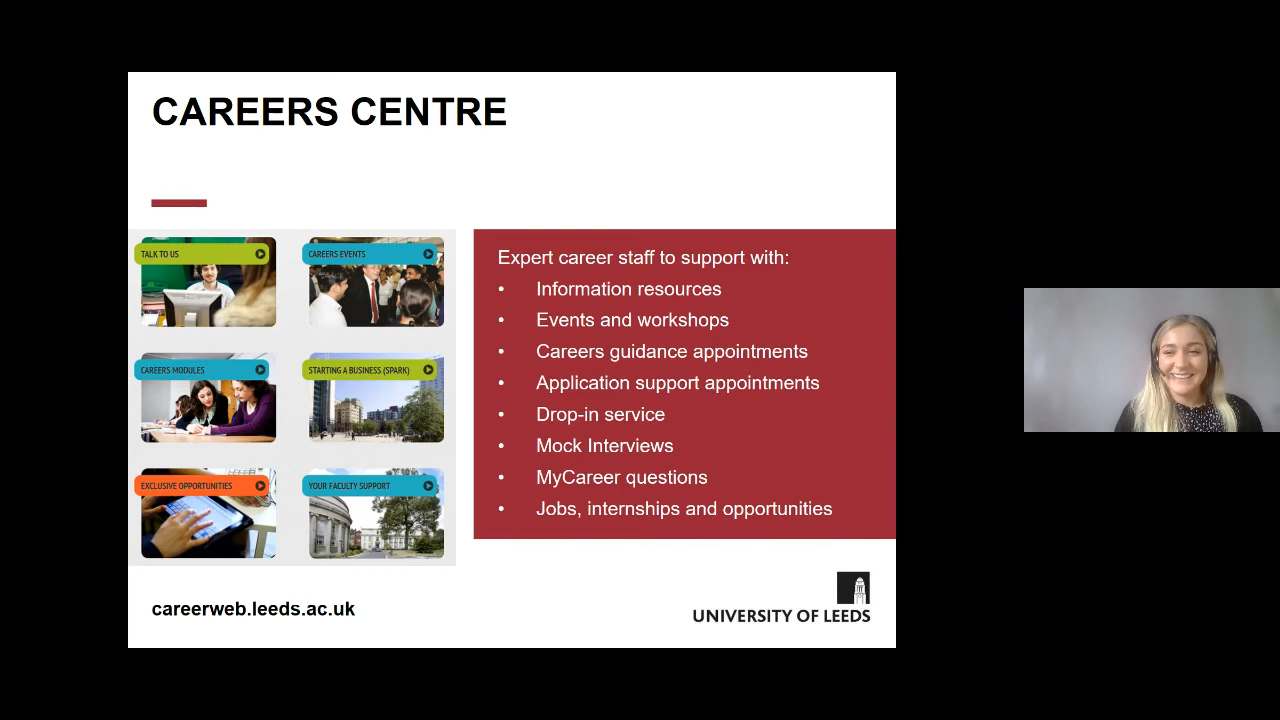 CAREERS CENTRE
TALK TO US
CAREERS EVENTS
CAREERS MODULES
STARTING A BUSINESS (SPARK)
EXCLUSIVE OPPORTUNITIES
YOUR FACULTY SUPPORT
Expert career staff to support with:
• Information resources
• Events and workshops
• Careers guidance appointments
• Application support appointments
• Drop-in service
• Mock Interviews
• MyCareer questions
• Jobs, internships and opportunities
careerweb.leeds.ac.uk
UNIVERSITY OF LEEDS